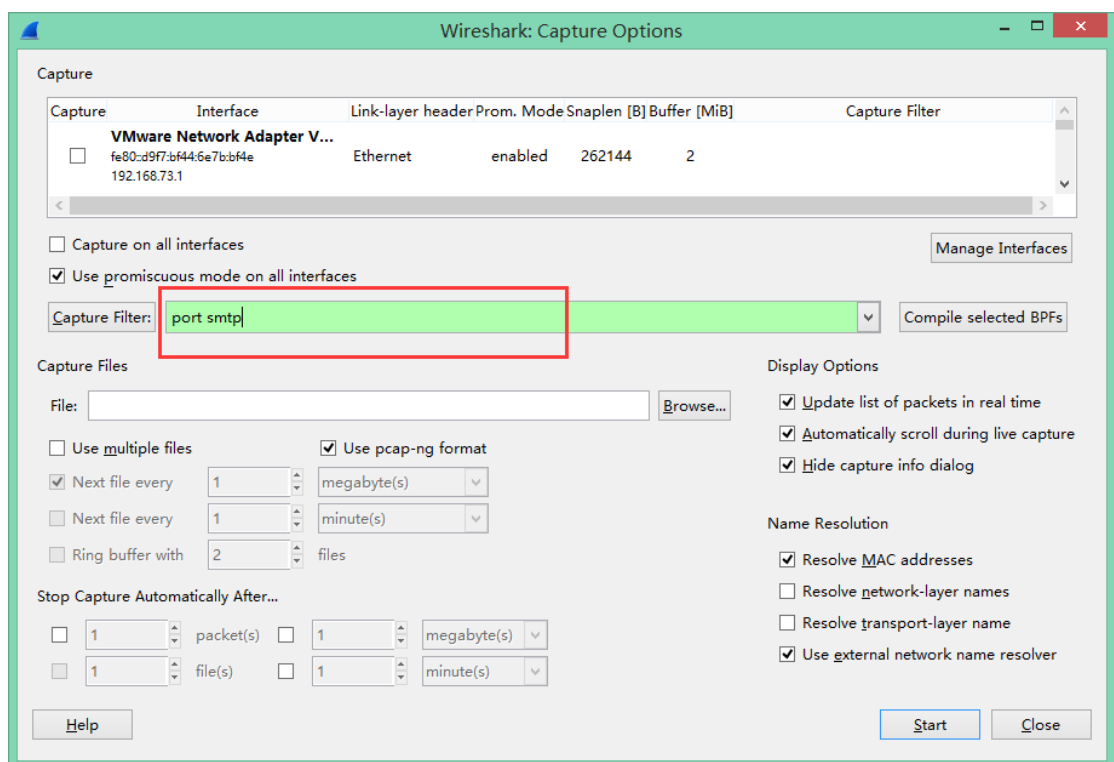 Wireshark: Capture Options
Capture
Capture Interface Link-layer header Prom. Mode Snaplen [B] Buffer [MiB] Capture Filter
VMware Network Adapter V...
fe80::d9f7:bf44:6e7b:bf4e Ethernet enabled 262144 2
192.168.73.1
Capture on all interfaces
Manage Interfaces
Use promiscuous mode on all interfaces
Capture Filter: port smtp Compile selected BPFs
Capture Files
File: Browse...
Use multiple files Use pcap-ng format
Next file every 1 megabyte(s)
Next file every 1 minute(s)
Ring buffer with 2 files
Stop Capture Automatically After...
1 packet(s) 1 megabyte(s)
1 file(s) 1 minute(s)
Display Options
Update list of packets in real time
Automatically scroll during live capture
Hide capture info dialog
Name Resolution
Resolve MAC addresses
Resolve network-layer names
Resolve transport-layer name
Use external network name resolver
Help Start Close